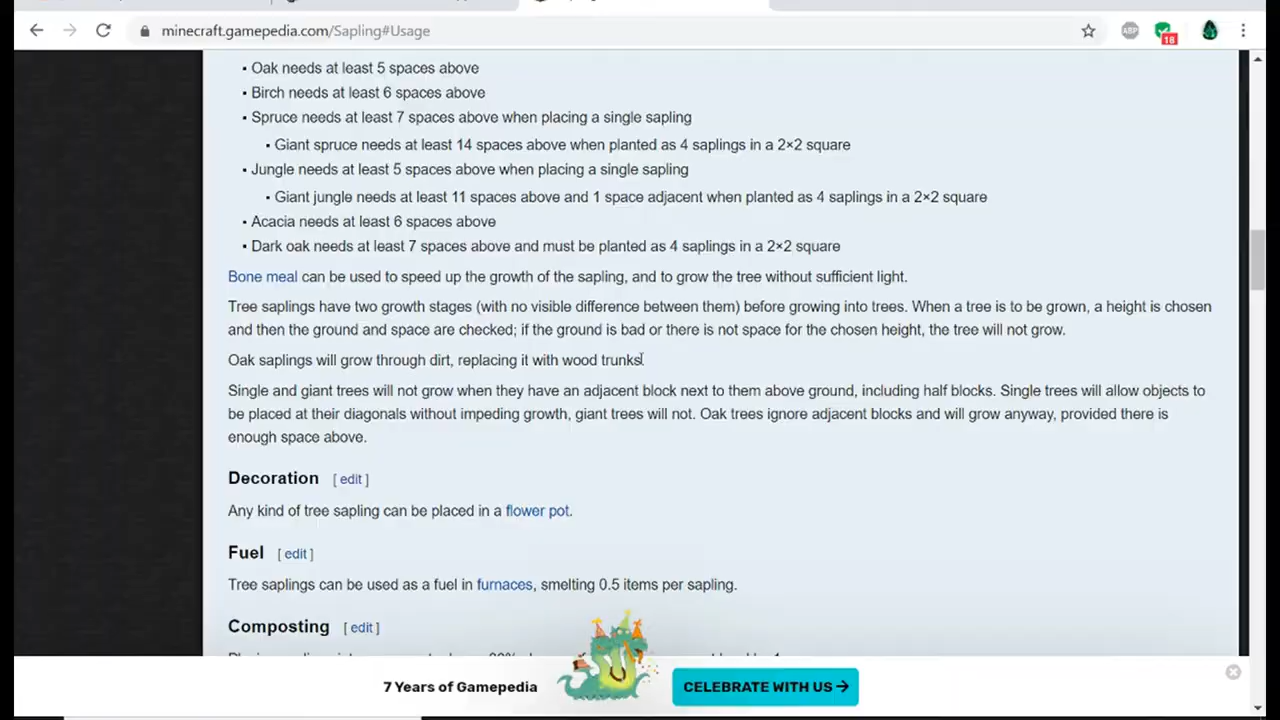 minecraft.gamepedia.com/Sapling#Usage
ABP
18
▪ Oak needs at least 5 spaces above
▪ Birch needs at least 6 spaces above
▪ Spruce needs at least 7 spaces above when placing a single sapling
▪ Giant spruce needs at least 14 spaces above when planted as 4 saplings in a 2×2 square
▪ Jungle needs at least 5 spaces above when placing a single sapling
▪ Giant jungle needs at least 11 spaces above and 1 space adjacent when planted as 4 saplings in a 2×2 square
▪ Acacia needs at least 6 spaces above
▪ Dark oak needs at least 7 spaces above and must be planted as 4 saplings in a 2×2 square
Bone meal can be used to speed up the growth of the sapling, and to grow the tree without sufficient light.
Tree saplings have two growth stages (with no visible difference between them) before growing into trees. When a tree is to be grown, a height is chosen
and then the ground and space are checked; if the ground is bad or there is not space for the chosen height, the tree will not grow.
Oak saplings will grow through dirt, replacing it with wood trunks.
Single and giant trees will not grow when they have an adjacent block next to them above ground, including half blocks. Single trees will allow objects to
be placed at their diagonals without impeding growth, giant trees will not. Oak trees ignore adjacent blocks and will grow anyway, provided there is
enough space above.
Decoration [ edit ]
Any kind of tree sapling can be placed in a flower pot.
Fuel [ edit ]
Tree saplings can be used as a fuel in furnaces, smelting 0.5 items per sapling.
Composting [ edit ]
7 Years of Gamepedia
CELEBRATE WITH US →